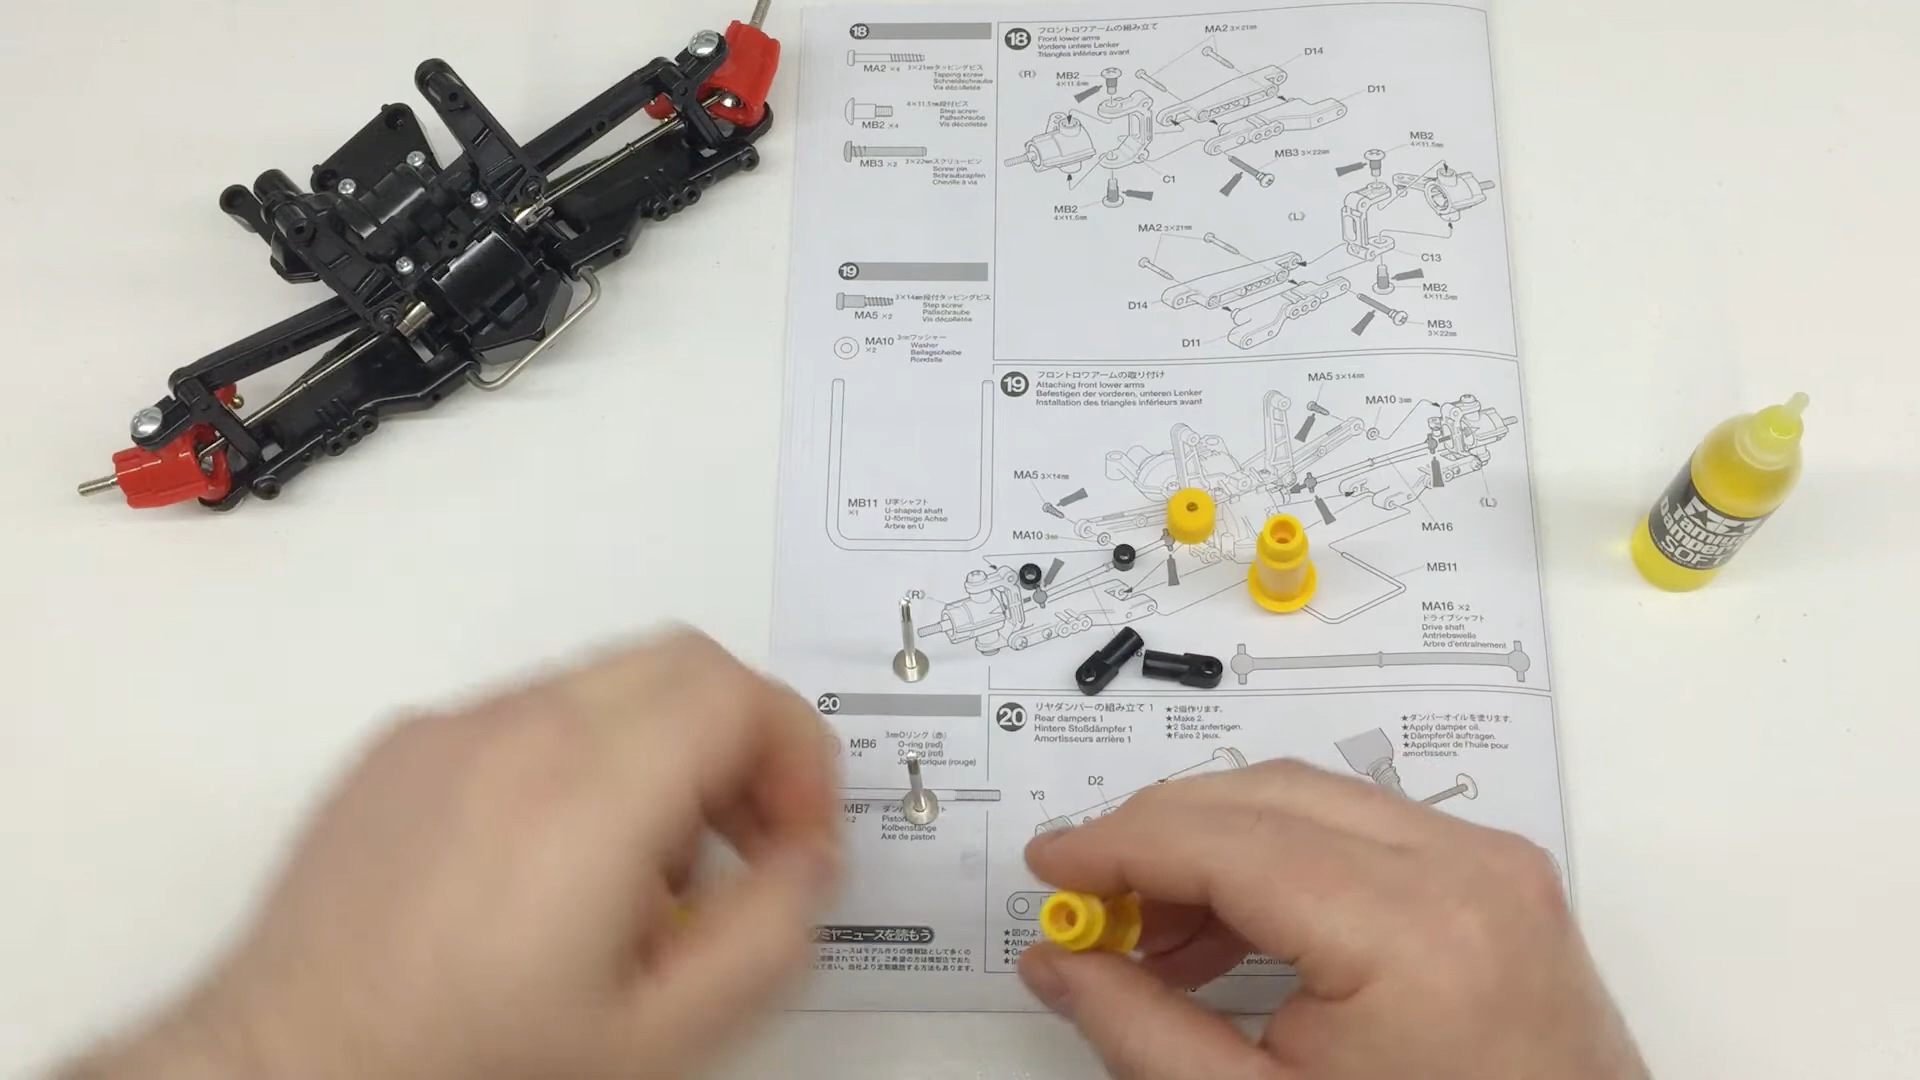 18
MA2 ×4
3×21㎜タッピングビス
Tapping screw
Schneidschraube
Vis décolletée
MB2 ×4
4×11.5㎜段付ビス
Step screw
Paßschraube
Vis décolletée
MB3 ×2
3×22㎜スクリューピン
Screw pin
Schraubzapfen
Cheville à vis
19
MA5 ×2
3×14㎜段付タッピングビス
Step screw
Paßschraube
Vis décolletée
MA10
×2
3㎜ワッシャー
Washer
Beilagscheibe
Rondelle
MB11
×1
U字シャフト
U-shaped shaft
U-förmige Achse
Arbre en U
20
MB6
×4
3㎜Oリング (赤)
O-ring (red)
Joint torique (rouge)
MB7
×2
Kolbenstange
Axe de piston
ニュースを読もう
18
フロントロワアームの組み立て
Front lower arms
Vordere untere Lenker
Triangles inférieurs avant
《R》
MB2
4×11.5㎜
MA2 3×21㎜
D14
D11
MB3 3×22㎜
C1
MB2
4×11.5㎜
MB2
4×11.5㎜
《L》
MA2 3×21㎜
C13
MB2
4×11.5㎜
D14
MB3
3×22㎜
D11
19
フロントロワアームの取り付け
Attaching front lower arms
Befestigen der vorderen, unteren Lenker
Installation des triangles inférieurs avant
MA5 3×14㎜
MA10 3㎜
MA5 3×14㎜
MA10 3㎜
《L》
MA16
MB11
《R》
MA16 ×2
ドライブシャフト
Drive shaft
Antriebswelle
Arbre d'entraînement
20
リヤダンパーの組み立て 1
Rear dampers 1
Hintere Stoßdämpfer 1
Amortisseurs arrière 1
★2個作ります。
★Make 2.
★2 Satz anfertigen.
★Faire 2 jeux.
★ダンパーオイルを塗ります。
★Apply damper oil.
★Dämpferöl auftragen.
★Appliquer de l'huile pour
amortisseurs.
Y3
D2
SOFT